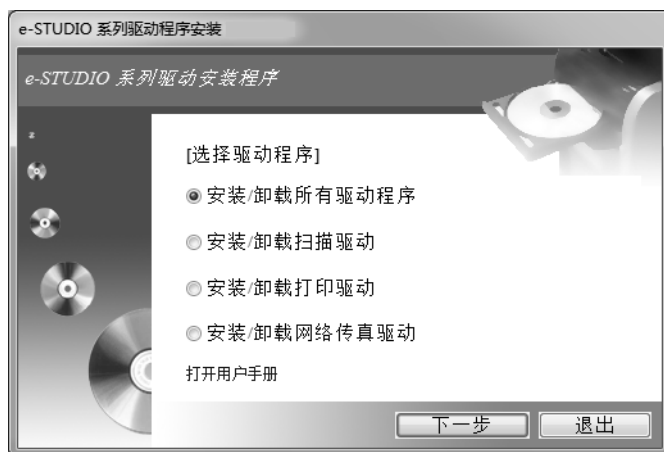 e-STUDIO 系列驱动程序安装
e-STUDIO 系列驱动安装程序
[选择驱动程序]
安装/卸载所有驱动程序
安装/卸载扫描驱动
安装/卸载打印驱动
安装/卸载网络传真驱动
打开用户手册
下一步 退出